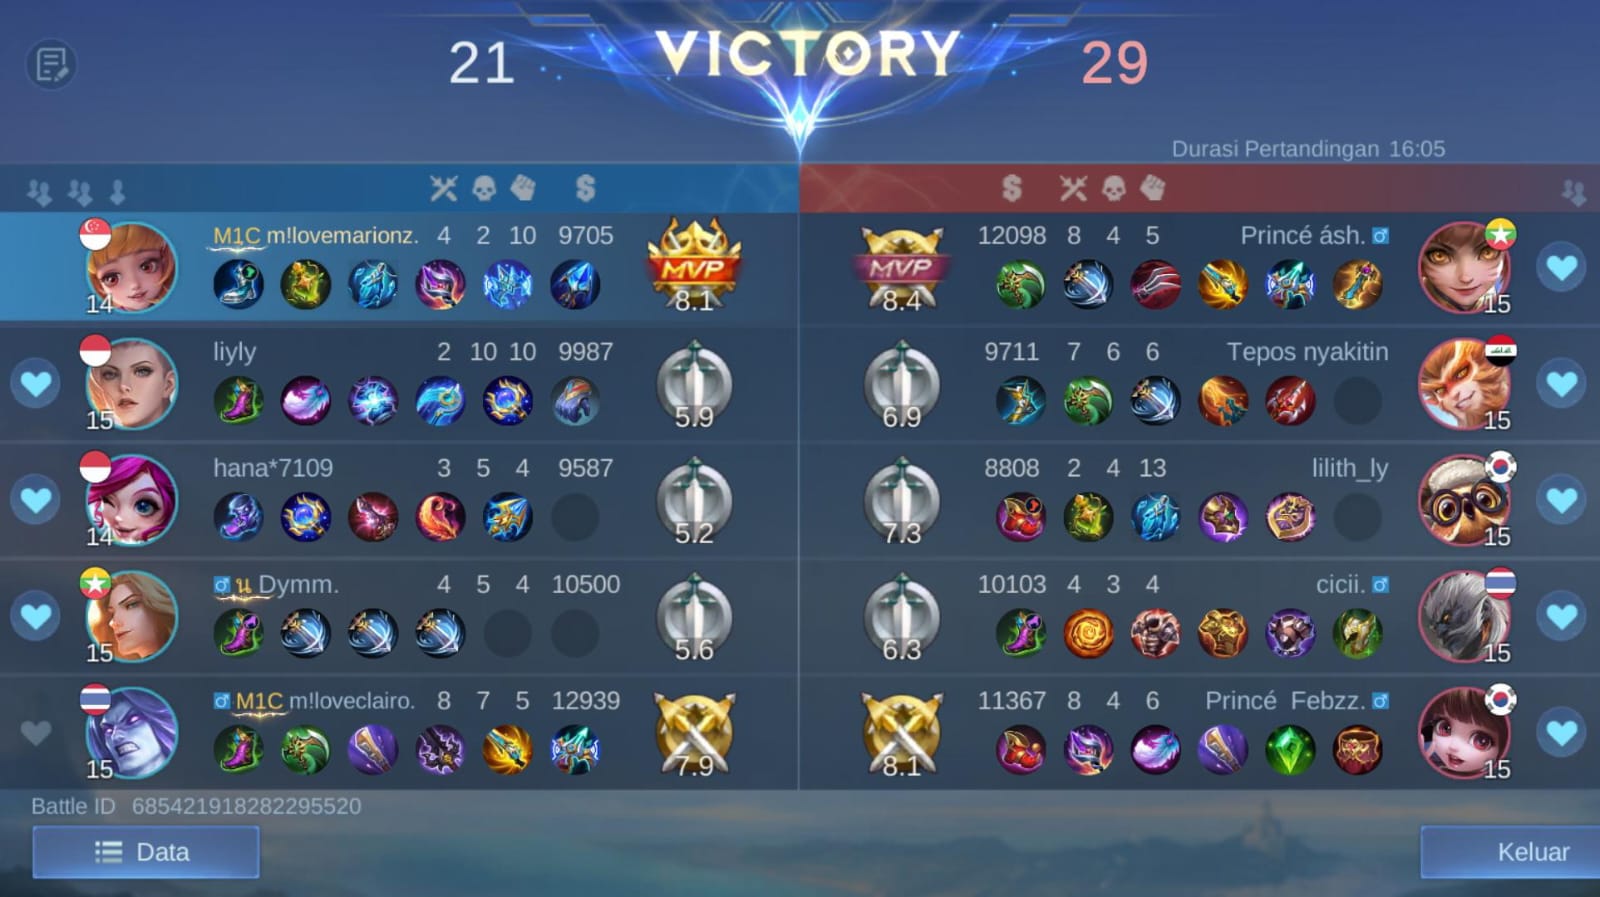 21 VICTORY 29
Durasi Pertandingan 16:05
M1C m!lovemarionz. 4 2 10 9705 MVP 8.1 14
MVP 8.4 12098 8 4 5 Princé ásh. 15
liyly 2 10 10 9987 5.9 15
6.9 9711 7 6 6 Tepos nyakitin 15
hana*7109 3 5 4 9587 5.2 14
7.3 8808 2 4 13 lilith_ly 15
น Dymm. 4 5 4 10500 5.6 15
6.3 10103 4 3 4 cicii. 15
M1C m!loveclairo. 8 7 5 12939 7.9 15
8.1 11367 8 4 6 Princé Febzz. 15
Battle ID 685421918282295520
Data
Keluar